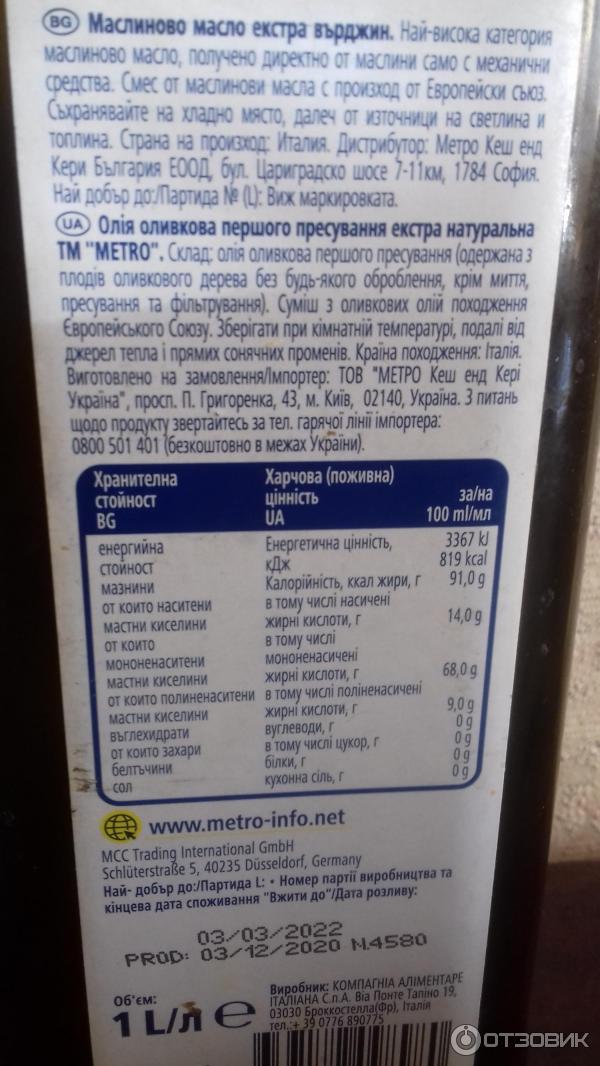 BG Маслиново масло екстра върджин. Най-висока категория
маслиново масло, получено директно от маслини само с механични
средства. Смес от маслинови масла с произход от Европейски съюз.
Съхранявайте на хладно място, далеч от източници на светлина и
топлина. Страна на произход: Италия. Дистрибутор: Метро Кеш енд
Кери България ЕООД, бул. Цариградско шосе 7-11км, 1784 София.
Най добър до:/Партида № (L): Виж маркировката.
UA Олія оливкова першого пресування екстра натуральна
ТМ "METRO". Склад: олія оливкова першого пресування (одержана з
плодів оливкового дерева без будь-якого оброблення, крім миття,
пресування та фільтрування). Суміш з оливкових олій походження
Європейського Союзу. Зберігати при кімнатній температурі, подалі від
джерел тепла і прямих сонячних променів. Країна походження: Італія.
Виготовлено на замовлення/Імпортер: ТОВ "МЕТРО Кеш енд Кері
Україна", просп. П. Григоренка, 43, м. Київ, 02140, Україна. З питань
щодо продукту звертайтесь за тел. гарячої лінії імпортера:
0800 501 401 (безкоштовно в межах України).
Хранителна Харчова (поживна)
стойност цінність за/на
BG UA 100 ml/мл
енергийна Енергетична цінність, 3367 kJ
стойност кДж 819 kcal
мазнини Калорійність, ккал жири, г 91,0 g
от които наситени в тому числі насичені
мастни киселини жирні кислоти, г 14,0 g
от които в тому числі
мононенаситени мононенасичені
мастни киселини жирні кислоти, г 68,0 g
от които полиненаситени в тому числі поліненасичені
мастни киселини жирні кислоти, г 9,0 g
въглехидрати вуглеводи, г 0 g
от които захари в тому числі цукор, г 0 g
белтъчини білки, г 0 g
сол кухонна сіль, г 0 g
www.metro-info.net
MCC Trading International GmbH
Schlüterstraße 5, 40235 Düsseldorf, Germany
Най- добър до:/Партида L: • Номер партії виробництва та
кінцева дата споживання "Вжити до"/Дата розливу:
03/03/2022
PROD: 03/12/2020 N.4580
Об'єм:
1 L/л e
Виробник: КОМПАГНІА АЛІМЕНТАРЕ
ІТАЛІАНА С.п.А. Віа Понте Тапіно 19,
03030 Броккостелла(Фр), Італія
тел.:+ 39 0776 890775
ОТЗОВИК